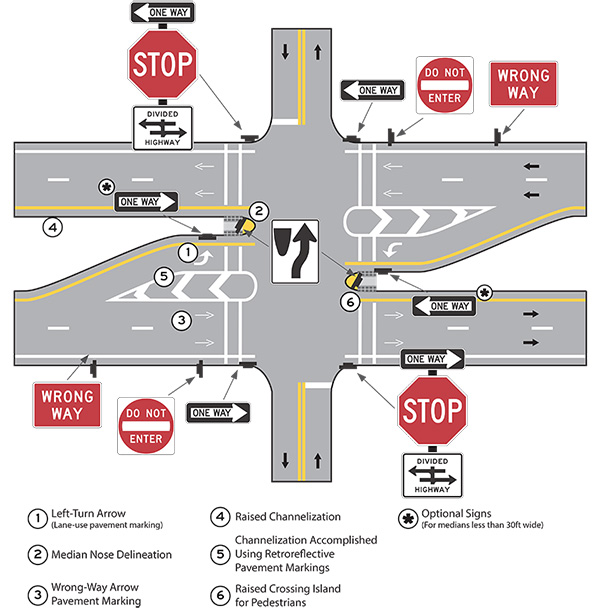 ONE WAY
STOP
DIVIDED
HIGHWAY
ONE WAY
DO NOT
ENTER
WRONG
WAY
*
ONE WAY
2
4
1
5
3
6
ONE WAY
*
WRONG
WAY
DO NOT
ENTER
ONE WAY
ONE WAY
STOP
DIVIDED
HIGHWAY
1 Left-Turn Arrow
(Lane-use pavement marking)
2 Median Nose Delineation
3 Wrong-Way Arrow
Pavement Marking
4 Raised Channelization
5 Channelization Accomplished
Using Retroreflective
Pavement Markings
6 Raised Crossing Island
for Pedestrians
* Optional Signs
(For medians less than 30ft wide)